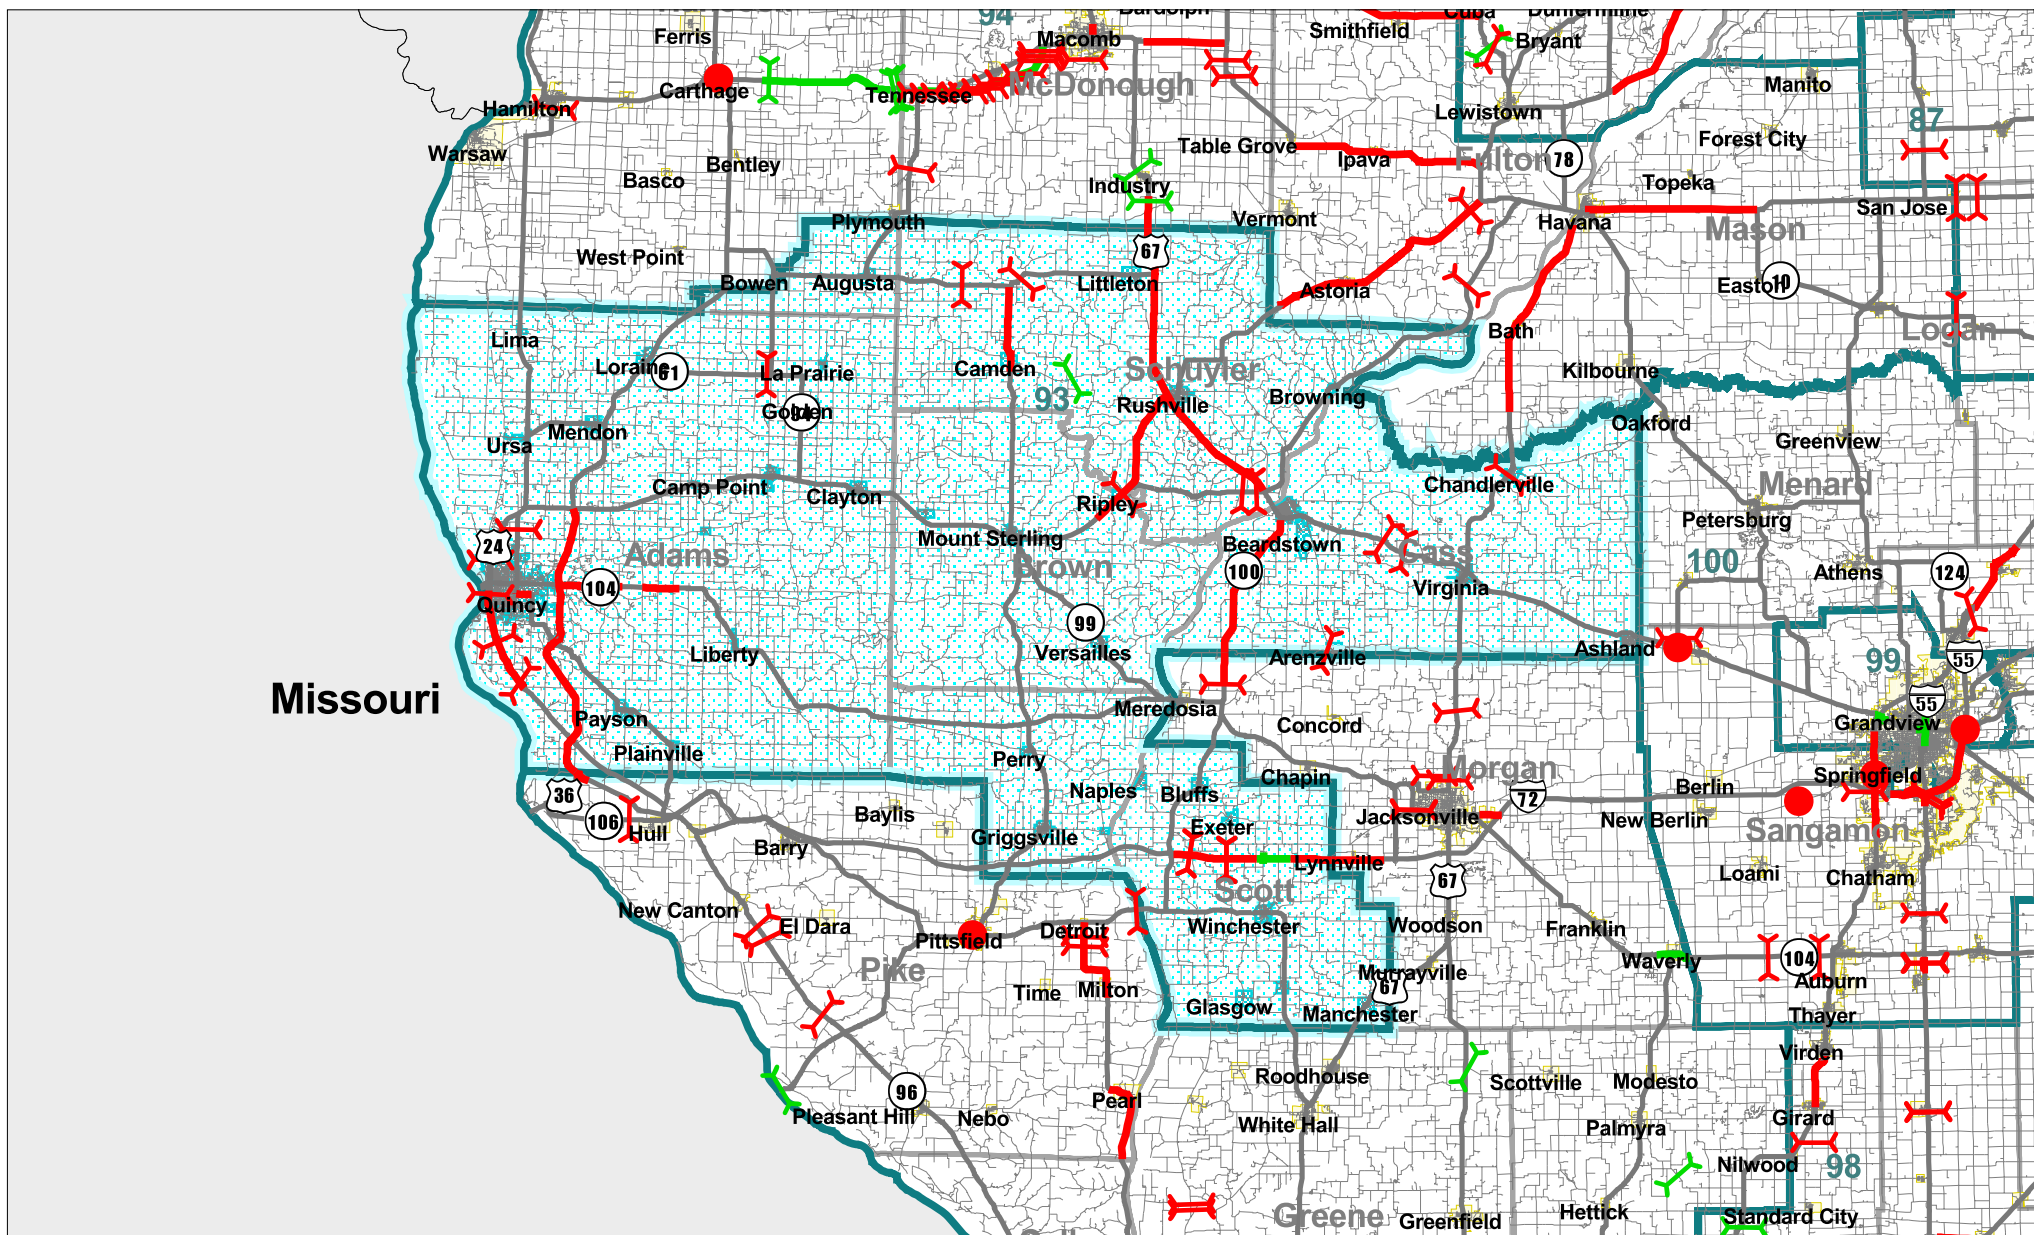 94
Bardolph
Cuba
Dunfermline
Ferris
Macomb
Smithfield
Bryant
Carthage
Tennessee
McDonough
Manito
Hamilton
Lewistown
87
Warsaw
Bentley
Table Grove
Ipava
Fulton
78
Forest City
Basco
Industry
Topeka
Plymouth
Vermont
Havana
San Jose
Mason
West Point
67
Bowen
Augusta
Littleton
Astoria
Easton
10
Lima
Bath
Logan
Loraine
61
La Prairie
Camden
Schuyler
Kilbourne
93
Golden
94
Rushville
Browning
Oakford
Ursa
Mendon
Greenview
Camp Point
Clayton
Ripley
Chandlerville
Menard
Petersburg
24
Mount Sterling
Beardstown
Cass
Adams
Brown
100
100
Athens
124
104
Quincy
Virginia
99
Liberty
Versailles
Arenzville
Ashland
99
55
Missouri
Payson
Meredosia
Concord
55
Grandview
Plainville
Perry
Naples
Bluffs
Chapin
Morgan
72
Berlin
Springfield
36
106
Hull
Baylis
Griggsville
Exeter
Jacksonville
New Berlin
Sangamon
Barry
Lynnville
67
Loami
Chatham
Scott
New Canton
El Dara
Pittsfield
Detroit
Winchester
Woodson
Franklin
Pike
Waverly
104
Auburn
Time
Milton
Murrayville
67
Glasgow
Manchester
Thayer
Virden
96
Roodhouse
Scottville
Modesto
Pleasant Hill
Nebo
Pearl
White Hall
Girard
Palmyra
Nilwood
98
Greene
Greenfield
Hettick
Standard City